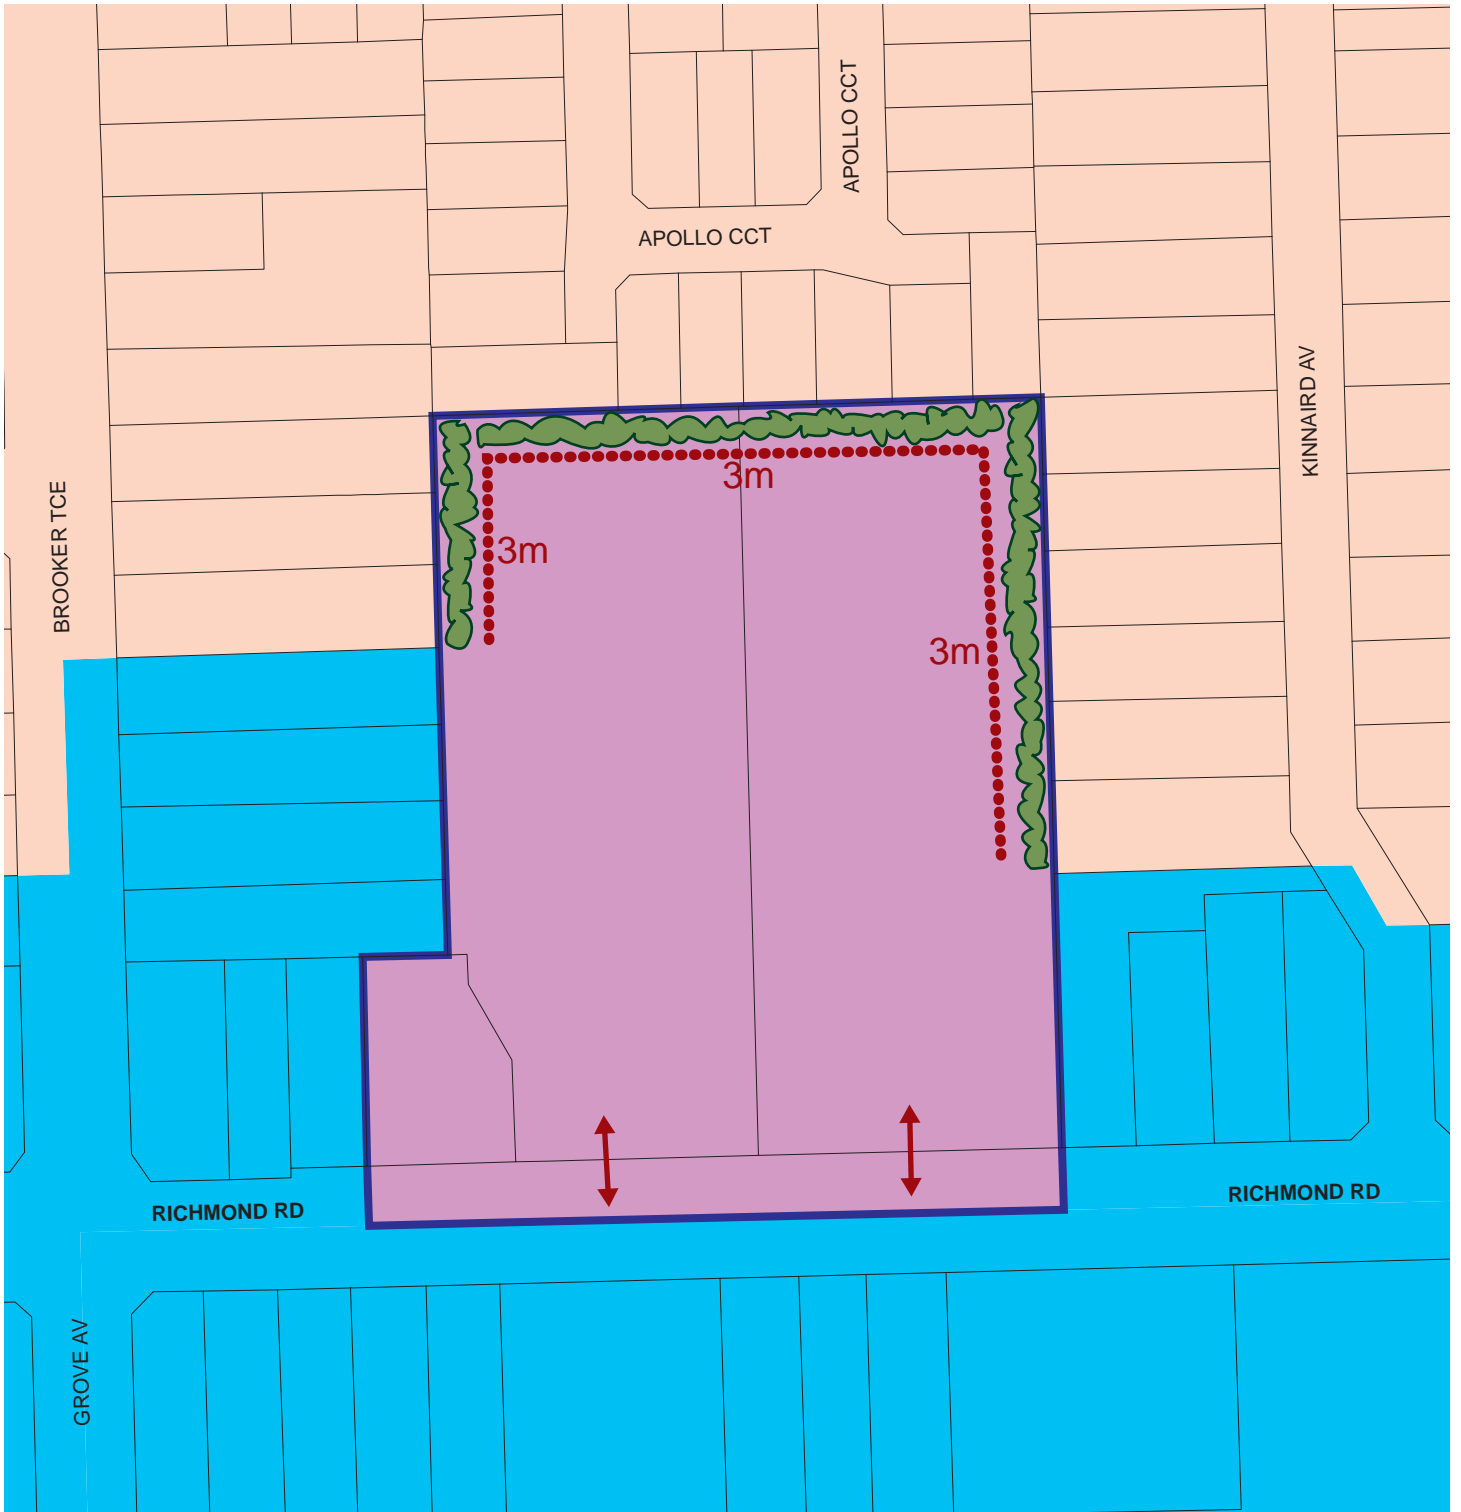 APOLLO CCT
APOLLO CCT
KINNAIRD AV
3m
BROOKER TCE
3m
3m
RICHMOND RD
RICHMOND RD
GROVE AV